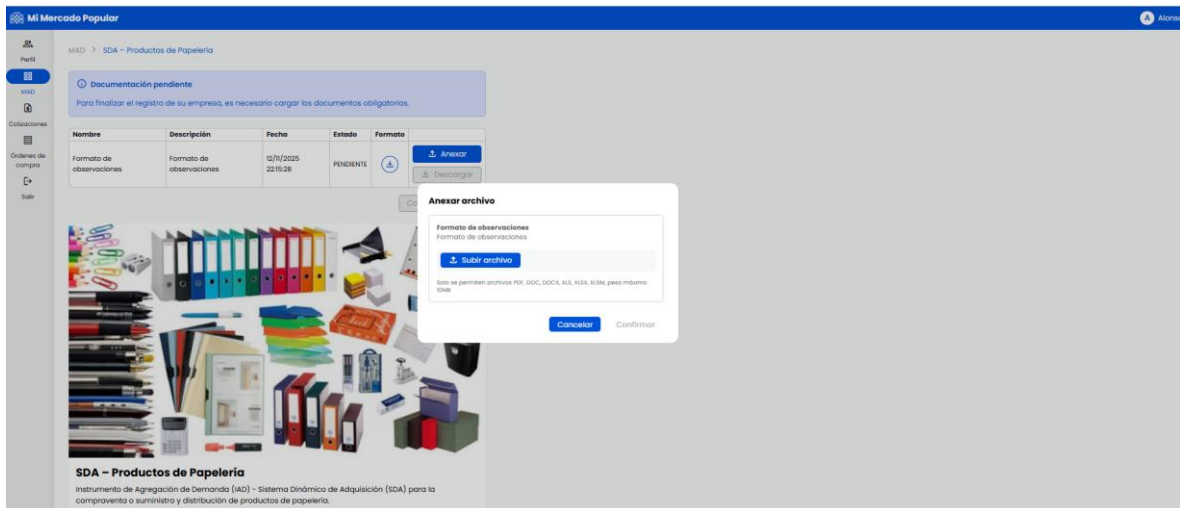 Mi Mercado Popular
A Alonso
Perfil
MAD
Cotizaciones
Ordenes de
compra
Salir
MAD > SDA – Productos de Papelería
Documentación pendiente
Para finalizar el registro de su empresa, es necesario cargar los documentos obligatorios.
Nombre Descripción Fecha Estado Formato
Formato de
observaciones
Formato de
observaciones
12/11/2025
22:15:28
PENDIENTE
Anexar
Descargar
Anexar archivo
Formato de observaciones
Formato de observaciones
Subir archivo
Solo se permiten archivos PDF, DOC, DOCX, XLS, XLSX, XLSM, peso máximo
10MB
Cancelar Confirmar
SDA – Productos de Papelería
Instrumento de Agregación de Demanda (IAD) - Sistema Dinámico de Adquisición (SDA) para la
compraventa o suministro y distribución de productos de papelería.